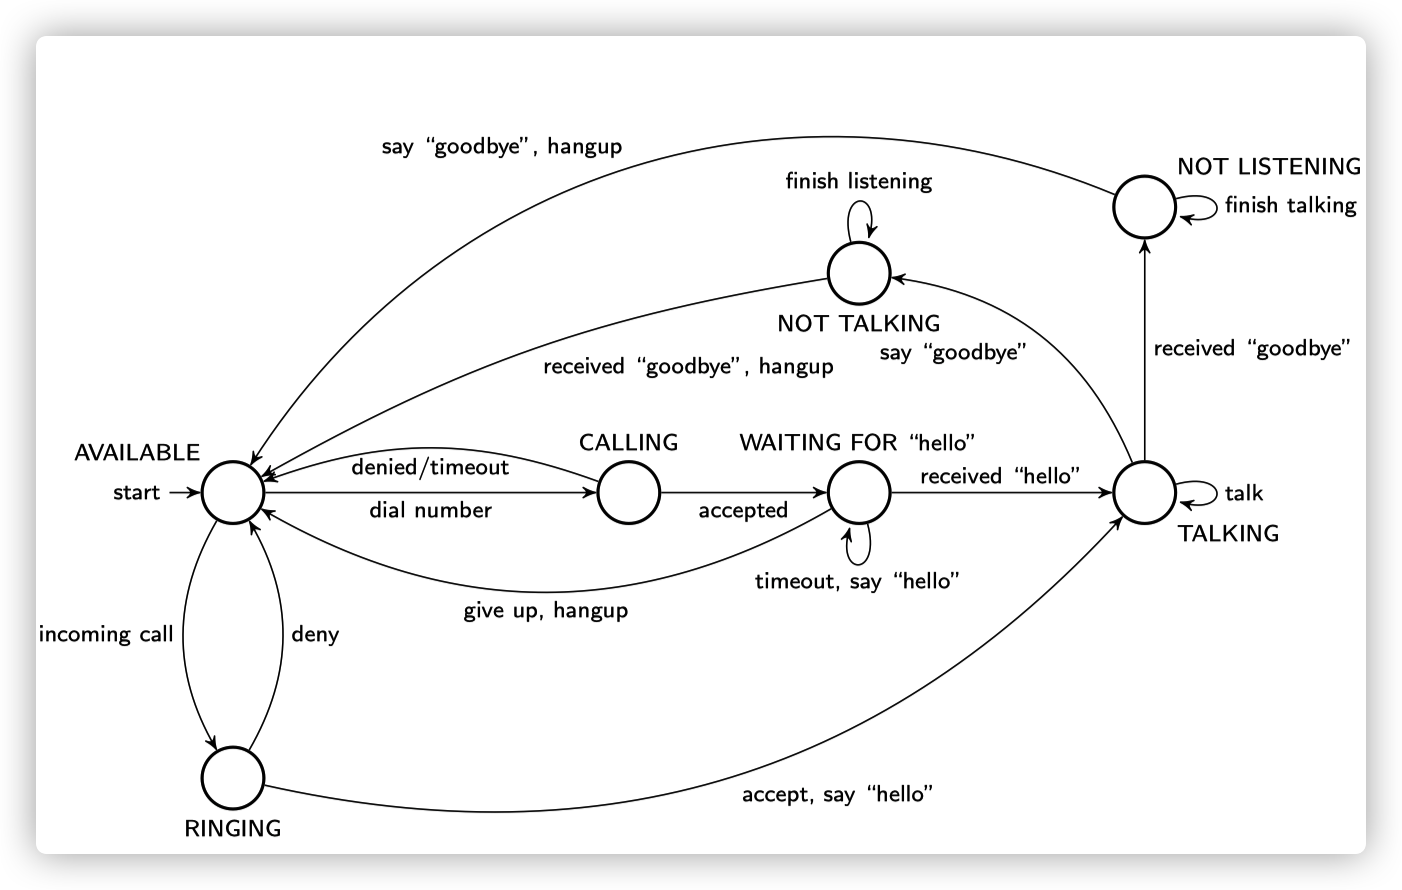 say “goodbye”, hangup
NOT LISTENING
finish listening
finish talking
NOT TALKING
say “goodbye”
received “goodbye”
received “goodbye”, hangup
AVAILABLE
CALLING
WAITING FOR “hello”
denied/timeout
received “hello”
start
talk
dial number
accepted
TALKING
timeout, say “hello”
give up, hangup
incoming call
deny
accept, say “hello”
RINGING